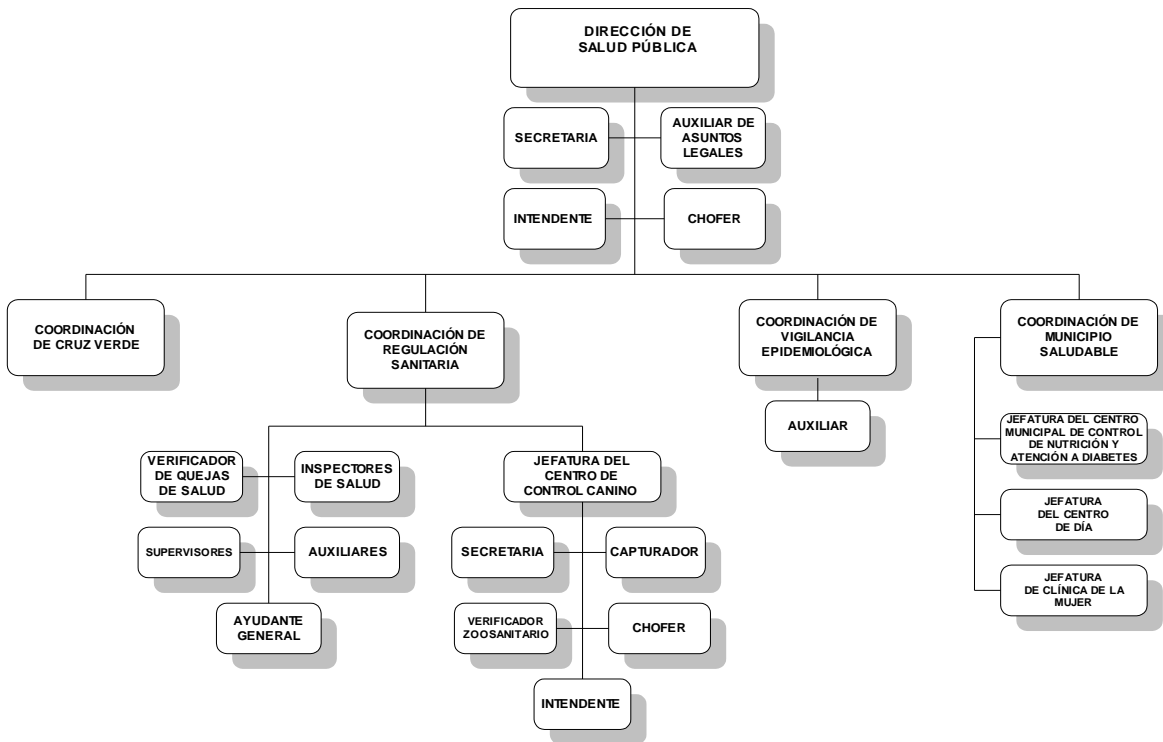 DIRECCIÓN DE
SALUD PÚBLICA
SECRETARIA
AUXILIAR DE
ASUNTOS
LEGALES
INTENDENTE
CHOFER
COORDINACIÓN
DE CRUZ VERDE
COORDINACIÓN DE
REGULACIÓN
SANITARIA
COORDINACIÓN DE
VIGILANCIA
EPIDEMIOLÓGICA
COORDINACIÓN DE
MUNICIPIO
SALUDABLE
AUXILIAR
JEFATURA DEL CENTRO
MUNICIPAL DE CONTROL
DE NUTRICIÓN Y
ATENCIÓN A DIABETES
JEFATURA
DEL CENTRO
DE DÍA
JEFATURA
DE CLÍNICA DE LA
MUJER
VERIFICADOR
DE QUEJAS
DE SALUD
INSPECTORES
DE SALUD
SUPERVISORES
AUXILIARES
AYUDANTE
GENERAL
JEFATURA DEL
CENTRO DE
CONTROL CANINO
SECRETARIA
CAPTURADOR
VERIFICADOR
ZOOSANITARIO
CHOFER
INTENDENTE